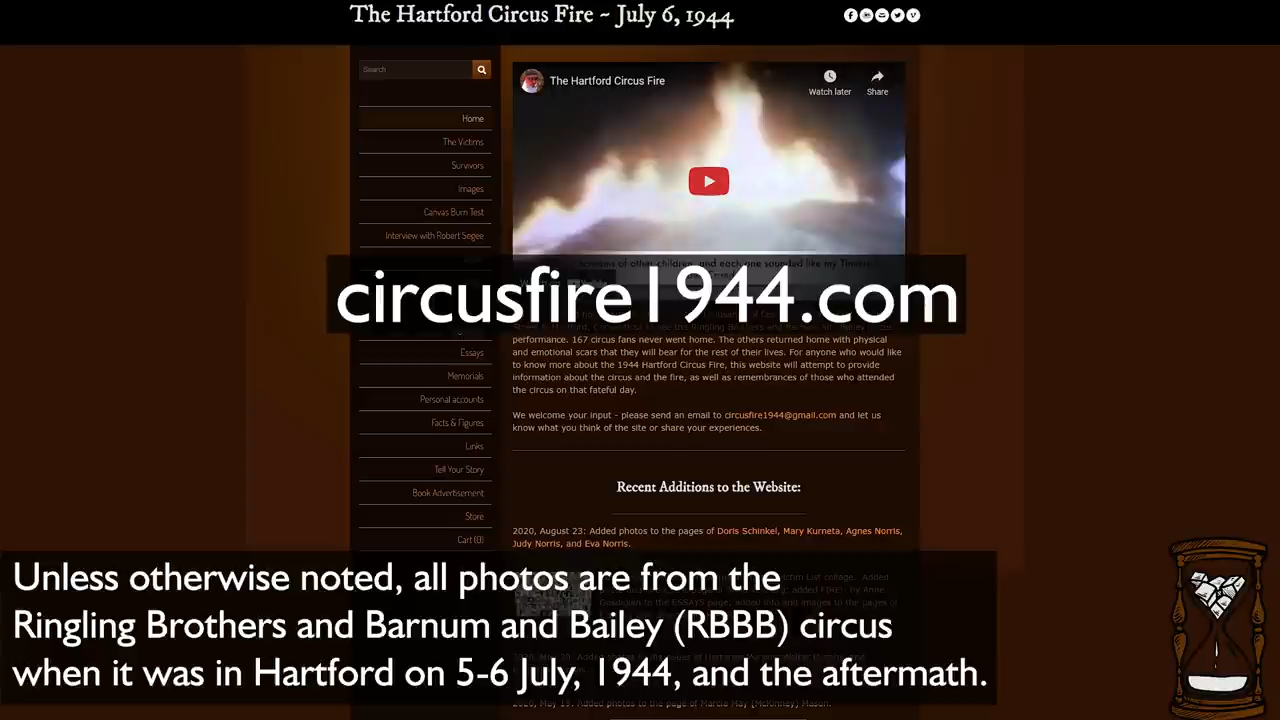 The Hartford Circus Fire ~ July 6, 1944
Search
Home
The Victims
Survivors
Images
Canvas Burn Test
Interview with Robert Segee
Essays
Memorials
Personal accounts
Facts & Figures
Links
Tell Your Story
Book Advertisement
Store
Cart (0)
The Hartford Circus Fire
Watch later
Share
screams of other children, and each one sounded like my
circusfire1944.com
performance. 167 circus fans never went home. The others returned home with physical
and emotional scars that they will bear for the rest of their lives. For anyone who would like
to know more about the 1944 Hartford Circus Fire, this website will attempt to provide
information about the circus and the fire, as well as remembrances of those who attended
the circus on that fateful day.
We welcome your input - please send an email to circusfire1944@gmail.com and let us
know what you think of the site or share your experiences.
Recent Additions to the Website:
2020, August 23: Added photos to the pages of Doris Schinkel, Mary Kurneta, Agnes Norris,
Judy Norris, and Eva Norris.
Unless otherwise noted, all photos are from the
Ringling Brothers and Barnum and Bailey (RBBB) circus
when it was in Hartford on 5-6 July, 1944, and the aftermath.